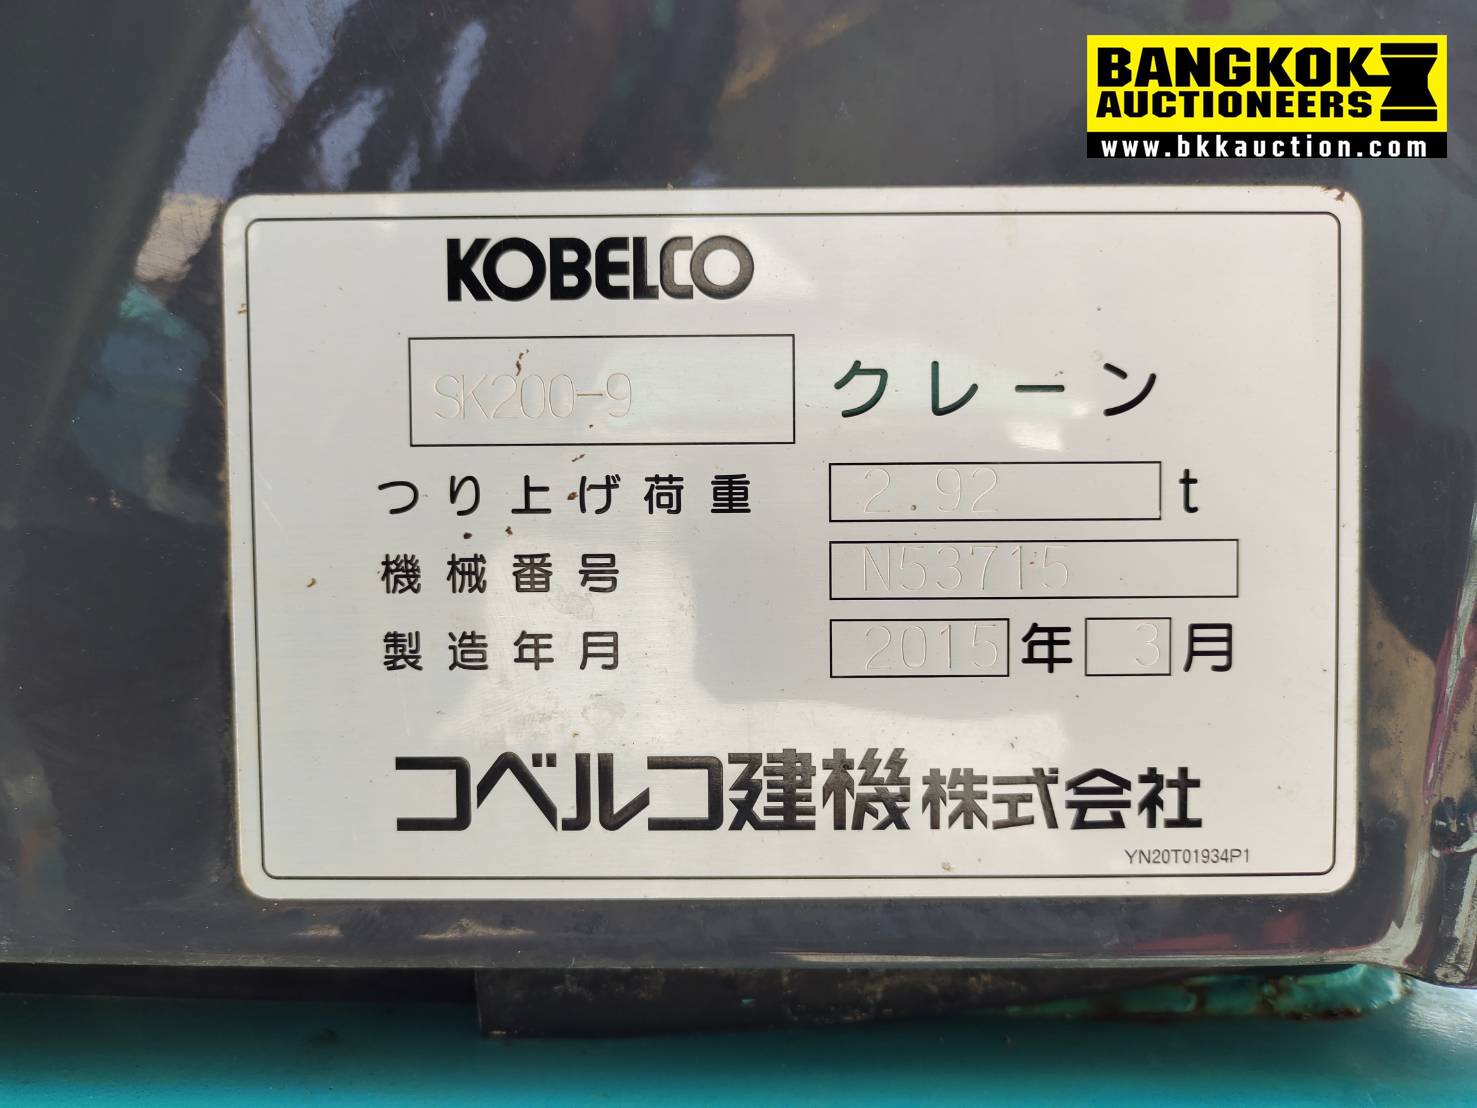 BANGKOK
AUCTIONEERS
www.bkkauction.com
KOBELCO
SK200-9 クレーン
つり上げ荷重 2.92 t
機械番号 N53715
製造年月 2015 年 3 月
コベルコ建機株式会社
YN20T01934P1